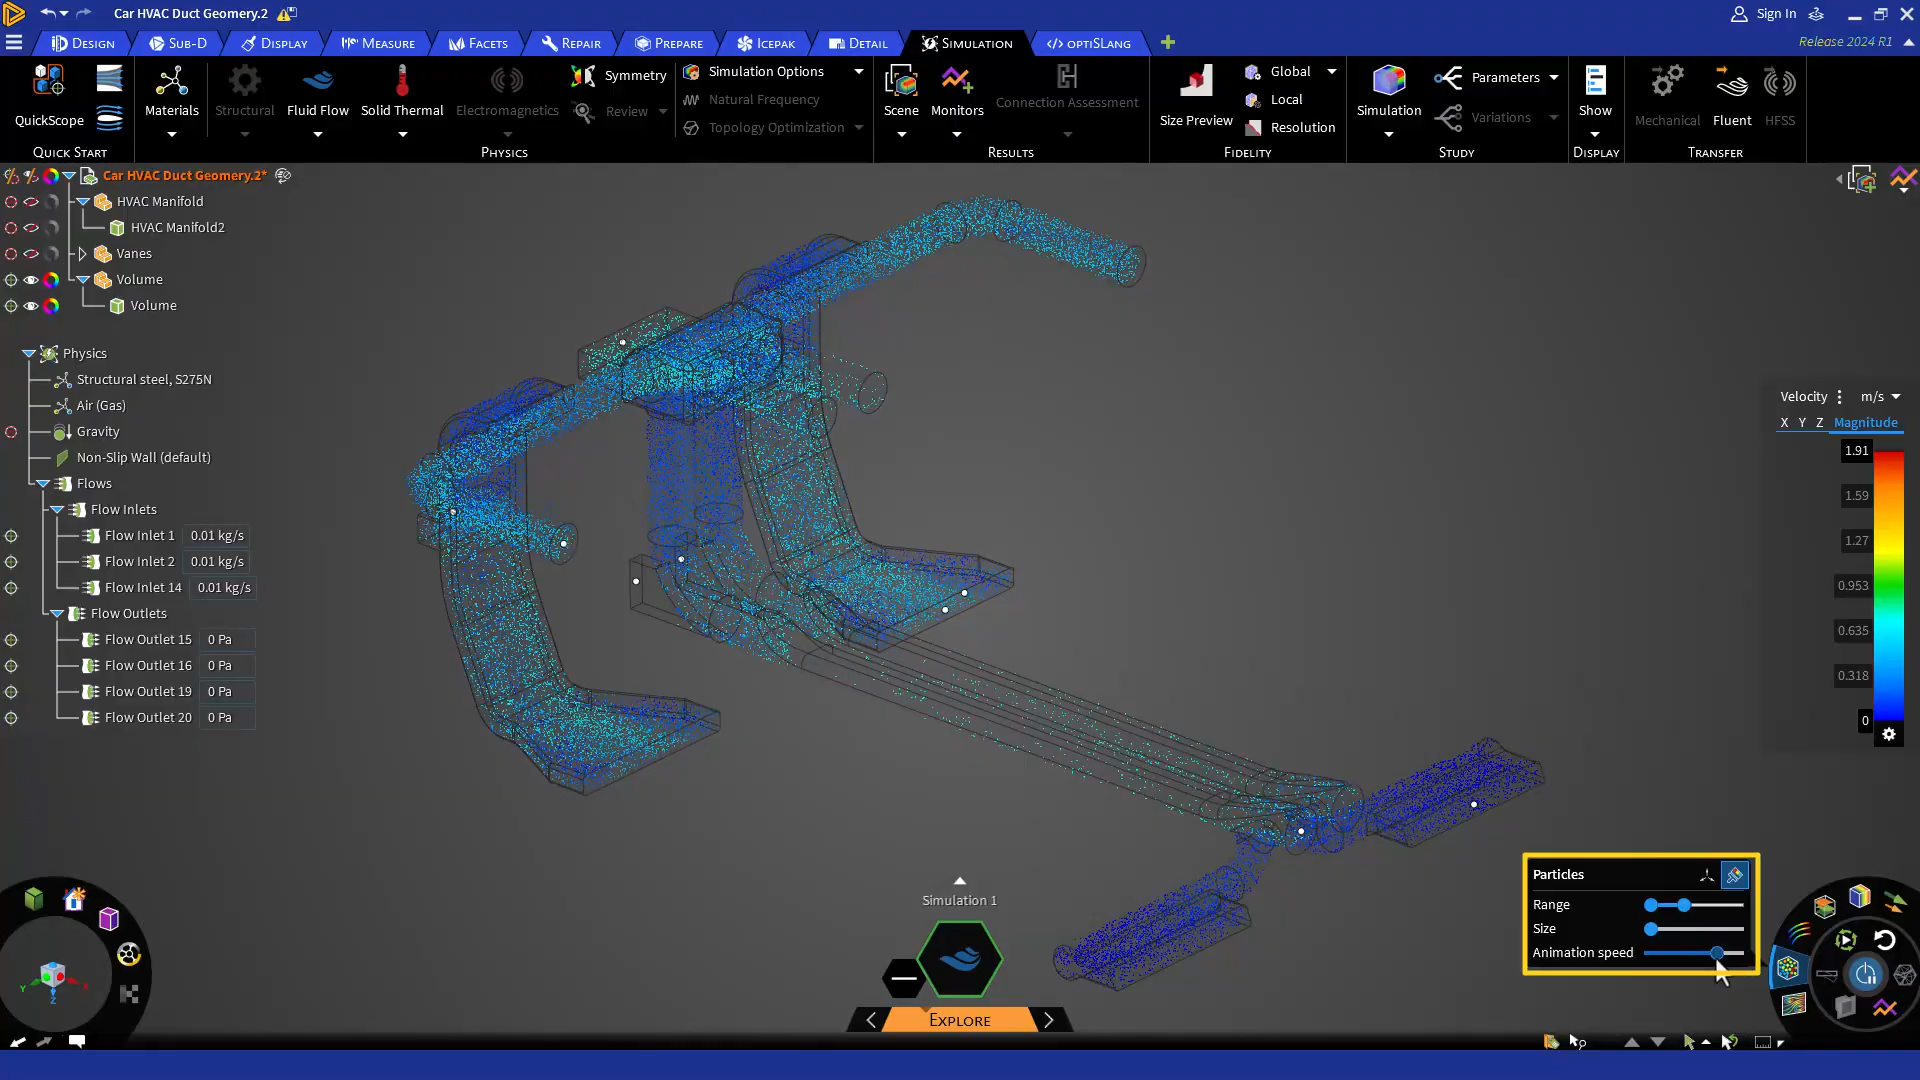 Car HVAC Duct Geomery.2
Sign In
Design
Sub-D
Display
Measure
Facets
Repair
Prepare
Icepak
Detail
Simulation
optiSLang
Release 2024 R1
QuickScope
Quick Start
Materials
Structural
Fluid Flow
Solid Thermal
Electromagnetics
Symmetry
Review
Simulation Options
Natural Frequency
Topology Optimization
Physics
Scene
Monitors
Connection Assessment
Results
Size Preview
Global
Local
Resolution
Fidelity
Simulation
Parameters
Variations
Study
Show
Display
Mechanical
Fluent
HFSS
Transfer
Car HVAC Duct Geomery.2*
HVAC Manifold
HVAC Manifold2
Vanes
Volume
Volume
Physics
Structural steel, S275N
Air (Gas)
Gravity
Non-Slip Wall (default)
Flows
Flow Inlets
Flow Inlet 1 0.01 kg/s
Flow Inlet 2 0.01 kg/s
Flow Inlet 14 0.01 kg/s
Flow Outlets
Flow Outlet 15 0 Pa
Flow Outlet 16 0 Pa
Flow Outlet 19 0 Pa
Flow Outlet 20 0 Pa
Velocity m/s
X Y Z Magnitude
1.91
1.59
1.27
0.953
0.635
0.318
0
Particles
Range
Size
Animation speed
Simulation 1
Explore
Y
X
Z